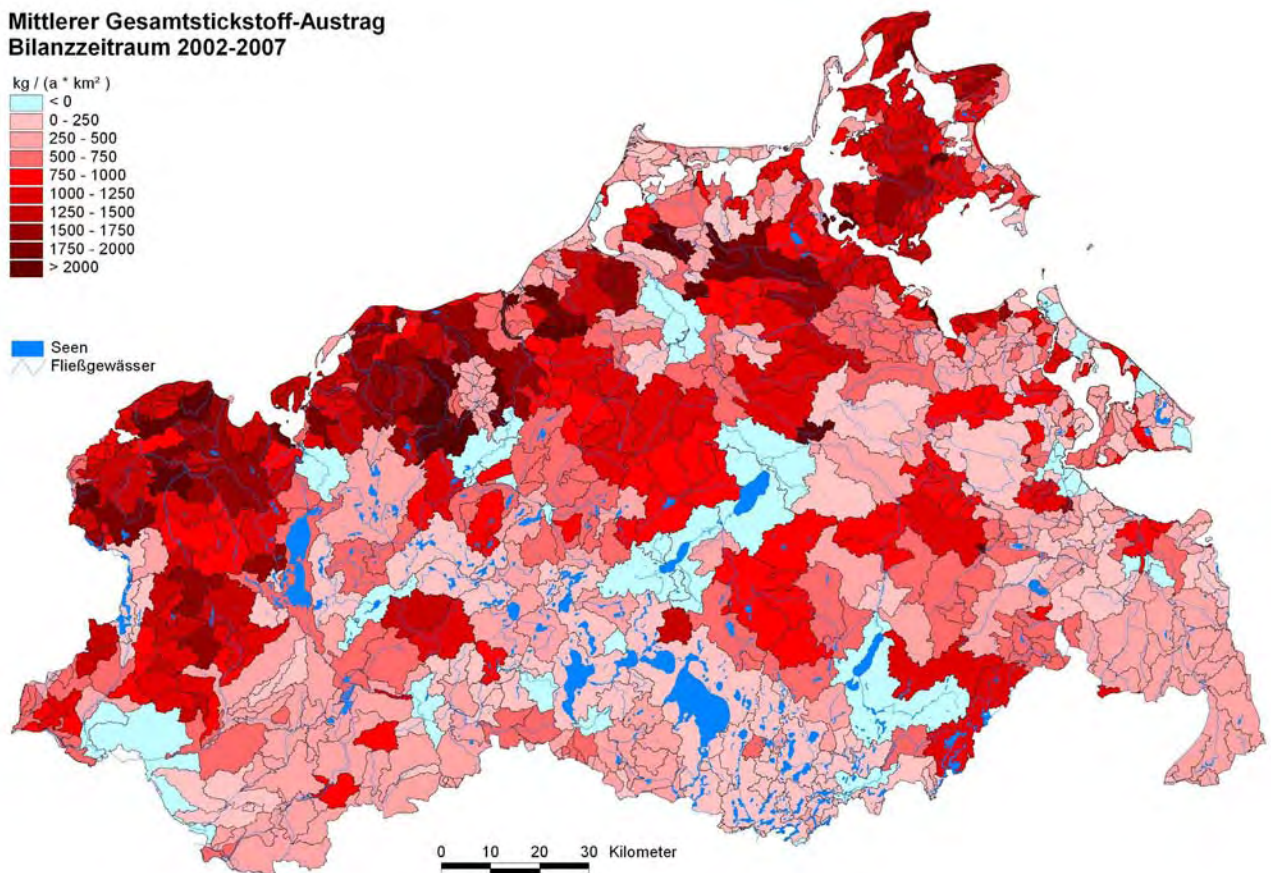 Mittlerer Gesamtstickstoff-Austrag
Bilanzzeitraum 2002-2007
kg / (a * km² )
< 0
0 - 250
250 - 500
500 - 750
750 - 1000
1000 - 1250
1250 - 1500
1500 - 1750
1750 - 2000
> 2000
Seen
Fließgewässer
0 10 20 30 Kilometer